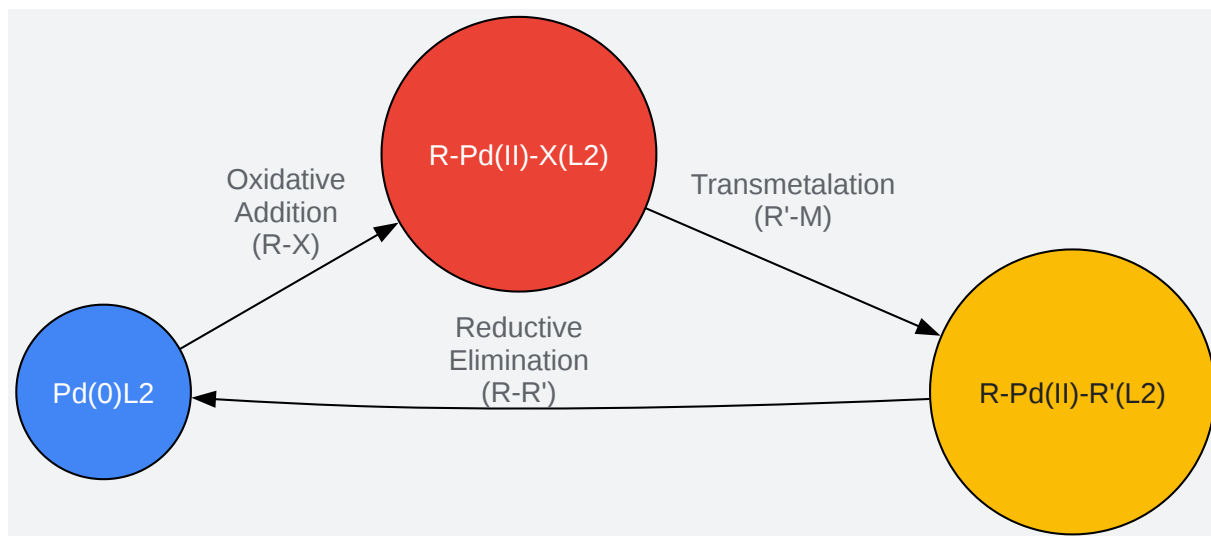 R-Pd(II)-X(L2)
Oxidative
Addition
(R-X)
Transmetalation
(R'-M)
Reductive
Elimination
(R-R')
Pd(0)L2
R-Pd(II)-R'(L2)